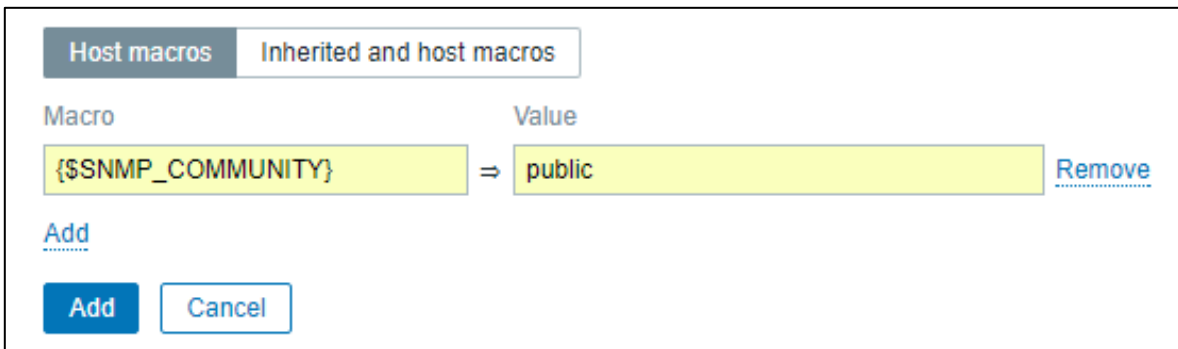 Host macros Inherited and host macros
Macro Value
{$SNMP_COMMUNITY} ⇒ public Remove
Add
Add Cancel